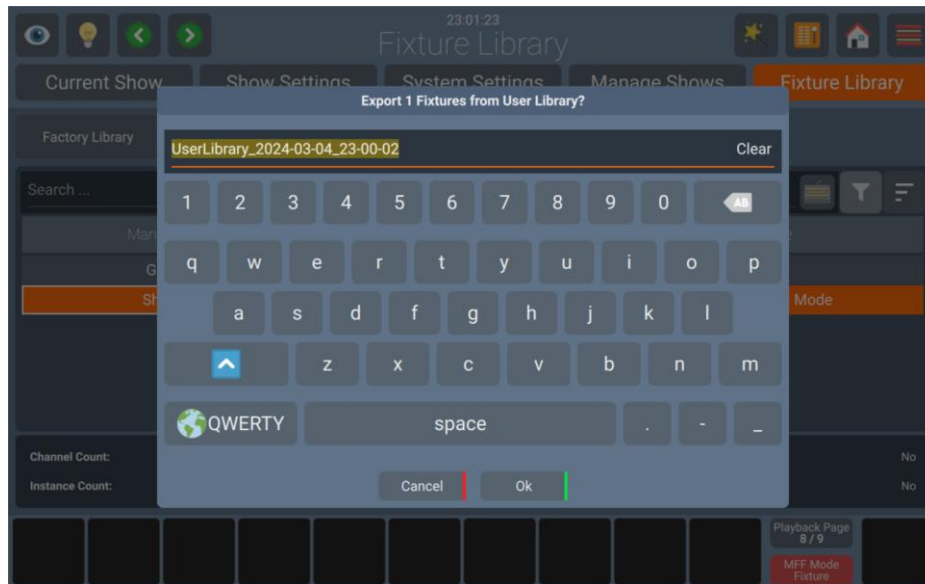 23:01:23
Fixture Library
Current Show Show Settings System Settings Manage Shows Fixture Library
Export 1 Fixtures from User Library?
Factory Library
UserLibrary_2024-03-04_23-00-02 Clear
Search ...
1 2 3 4 5 6 7 8 9 0 AB
Man
G
q w e r t y u i o p
Sh Mode
a s d f g h j k l
z x c v b n m
QWERTY space . - _
Channel Count: No
Instance Count: No
Cancel Ok
Playback Page
8 / 9
MFF Mode
Fixture